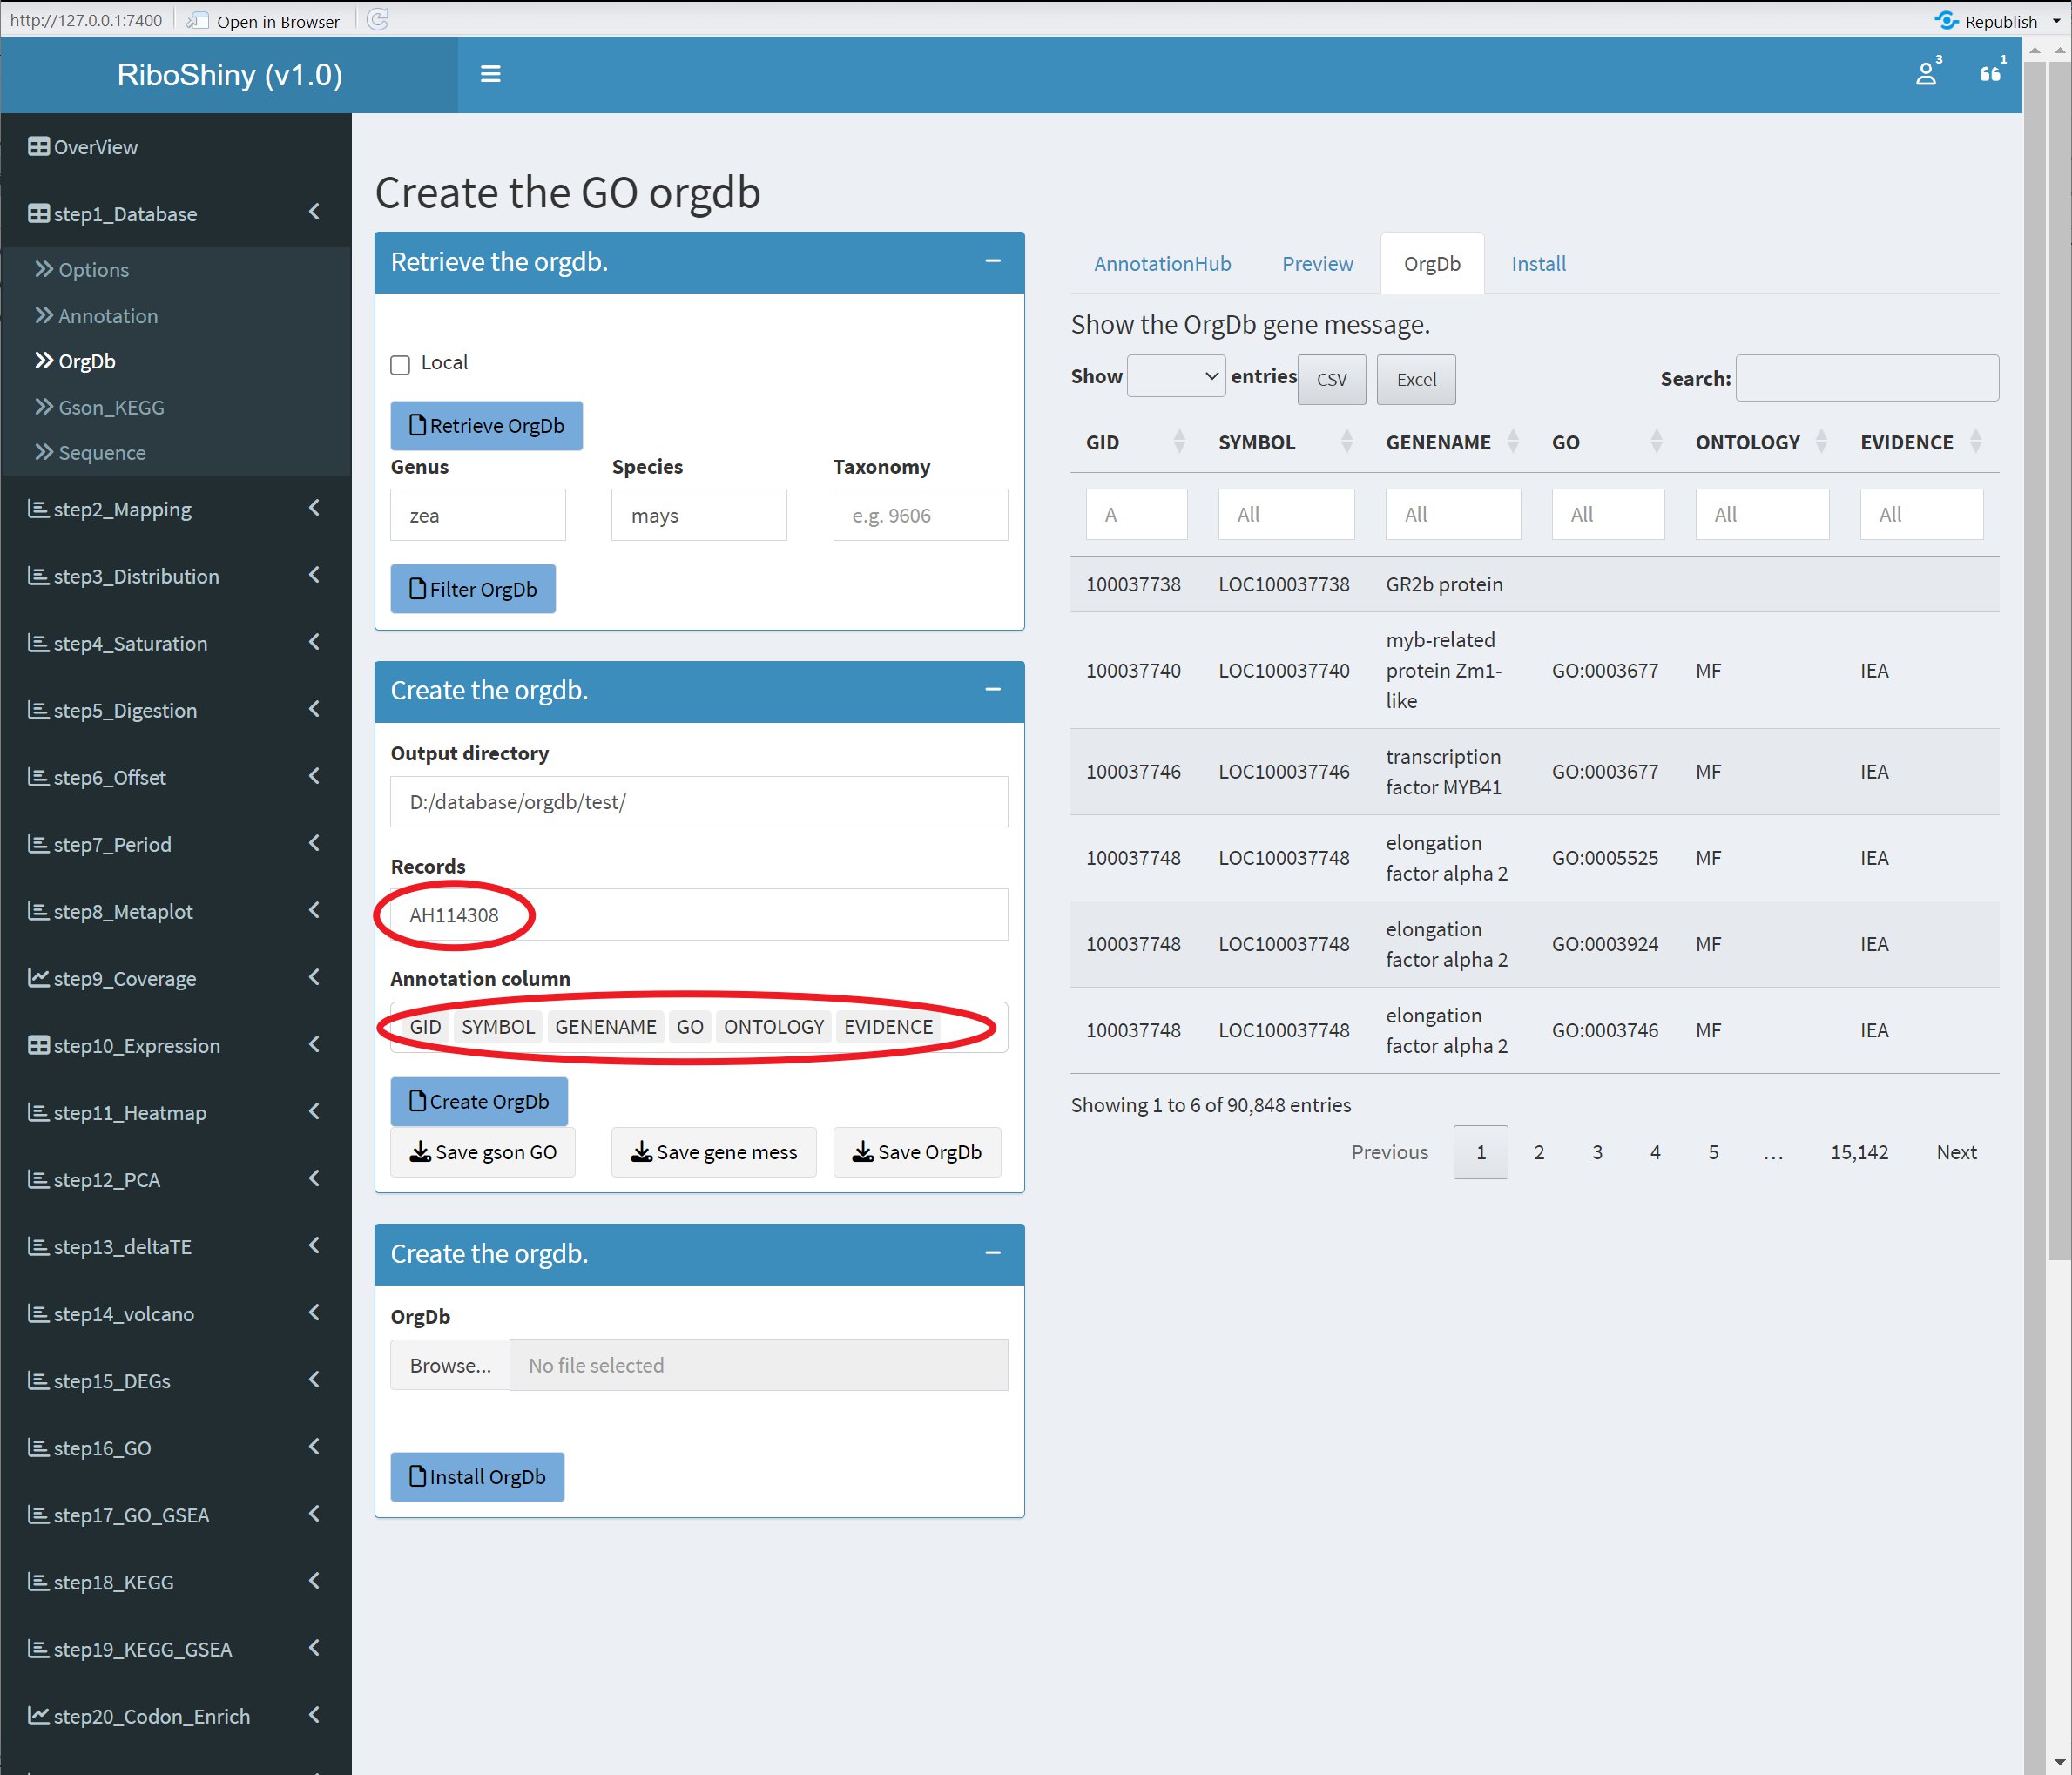 http://127.0.0.1:7400 Open in Browser Republish
RiboShiny (v1.0) 3 1
OverView
step1_Database
Options
Annotation
OrgDb
Gson_KEGG
Sequence
step2_Mapping
step3_Distribution
step4_Saturation
step5_Digestion
step6_Offset
step7_Period
step8_Metaplot
step9_Coverage
step10_Expression
step11_Heatmap
step12_PCA
step13_deltaTE
step14_volcano
step15_DEGs
step16_GO
step17_GO_GSEA
step18_KEGG
step19_KEGG_GSEA
step20_Codon_Enrich
Create the GO orgdb
Retrieve the orgdb.
Local
Retrieve OrgDb
Genus Species Taxonomy
zea mays e.g. 9606
Filter OrgDb
Create the orgdb.
Output directory
D:/database/orgdb/test/
Records
AH114308
Annotation column
GID SYMBOL GENENAME GO ONTOLOGY EVIDENCE
Create OrgDb
Save gson GO Save gene mess Save OrgDb
Create the orgdb.
OrgDb
Browse... No file selected
Install OrgDb
AnnotationHub Preview OrgDb Install
Show the OrgDb gene message.
Show entries CSV Excel Search:
GID SYMBOL GENENAME GO ONTOLOGY EVIDENCE
A All All All All All
100037738 LOC100037738 GR2b protein
myb-related
100037740 LOC100037740 protein Zm1- GO:0003677 MF IEA
like
transcription
100037746 LOC100037746 GO:0003677 MF IEA
factor MYB41
elongation
100037748 LOC100037748 GO:0005525 MF IEA
factor alpha 2
elongation
100037748 LOC100037748 GO:0003924 MF IEA
factor alpha 2
elongation
100037748 LOC100037748 GO:0003746 MF IEA
factor alpha 2
Showing 1 to 6 of 90,848 entries
Previous 1 2 3 4 5 … 15,142 Next